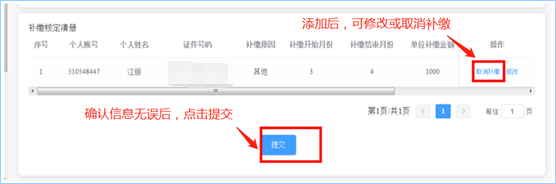 添加后，可修改或取消补缴
补缴核定清册
序号 个人账号 个人姓名 证件号码 补缴原因 补缴开始月份 补缴结束月份 单位补缴金额 操作
1 510548447 江丽 其他 3 4 1000 取消补缴 修改
第1页/共1页 < 1 > 前往 1 页
确认信息无误后，点击提交
提交